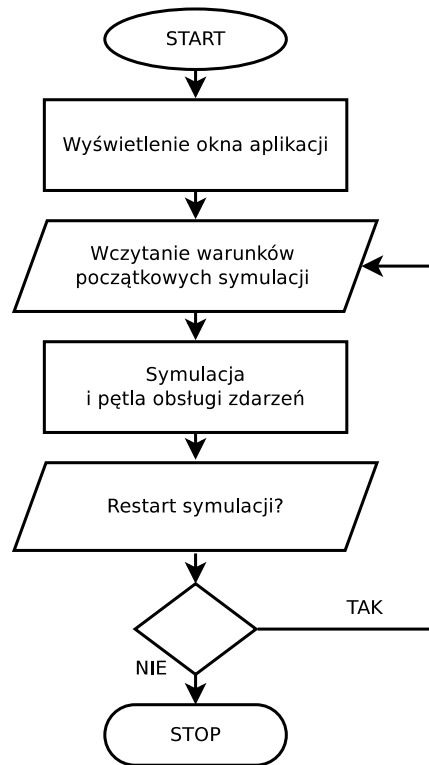 START
Wyświetlenie okna aplikacji
Wczytanie warunków
początkowych symulacji
Symulacja
i pętla obsługi zdarzeń
Restart symulacji?
TAK
NIE
STOP